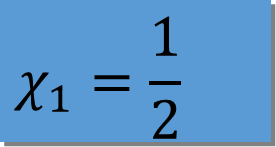 χ₁ = 1/2